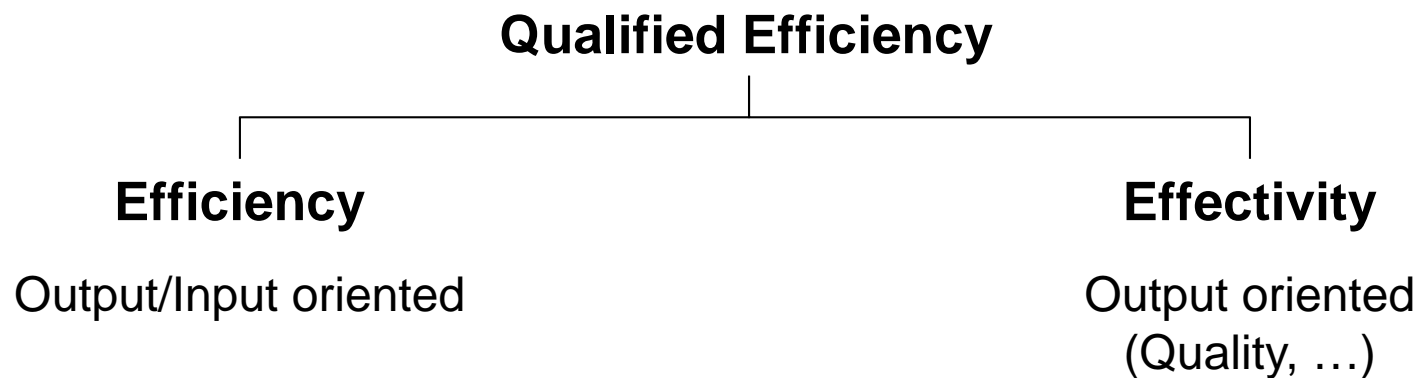 Qualified Efficiency
Efficiency
Effectivity
Output/Input oriented
Output oriented
(Quality, …)